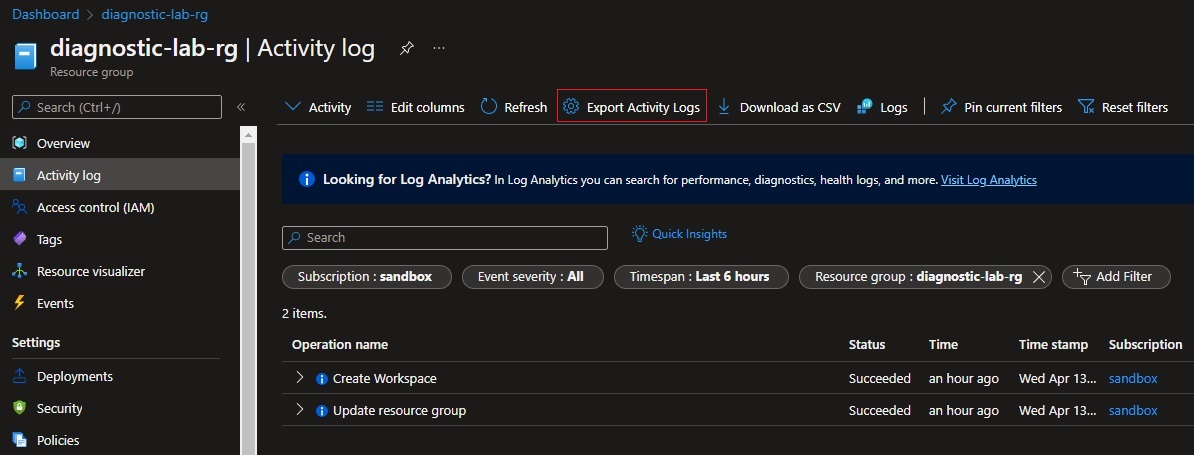 Dashboard > diagnostic-lab-rg
diagnostic-lab-rg | Activity log ...
Resource group
Search (Ctrl+/) «
Activity Edit columns Refresh Export Activity Logs Download as CSV Logs Pin current filters Reset filters
Overview
Activity log
Access control (IAM)
Tags
Resource visualizer
Events
Settings
Deployments
Security
Policies
Looking for Log Analytics? In Log Analytics you can search for performance, diagnostics, health logs, and more. Visit Log Analytics
Search Quick Insights
Subscription : sandbox Event severity : All Timespan : Last 6 hours Resource group : diagnostic-lab-rg Add Filter
2 items.
Operation name Status Time Time stamp Subscription
Create Workspace Succeeded an hour ago Wed Apr 13... sandbox
Update resource group Succeeded an hour ago Wed Apr 13... sandbox